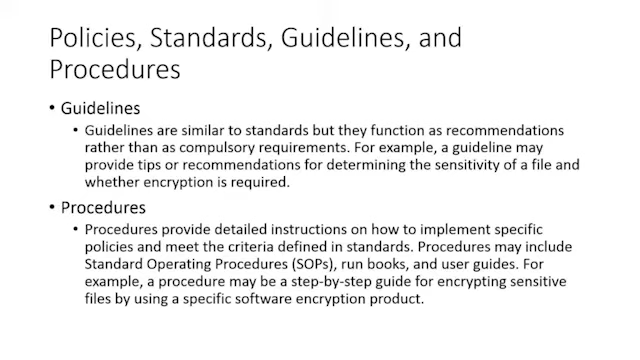 Policies, Standards, Guidelines, and
Procedures
• Guidelines
• Guidelines are similar to standards but they function as recommendations
rather than as compulsory requirements. For example, a guideline may
provide tips or recommendations for determining the sensitivity of a file and
whether encryption is required.
• Procedures
• Procedures provide detailed instructions on how to implement specific
policies and meet the criteria defined in standards. Procedures may include
Standard Operating Procedures (SOPs), run books, and user guides. For
example, a procedure may be a step-by-step guide for encrypting sensitive
files by using a specific software encryption product.